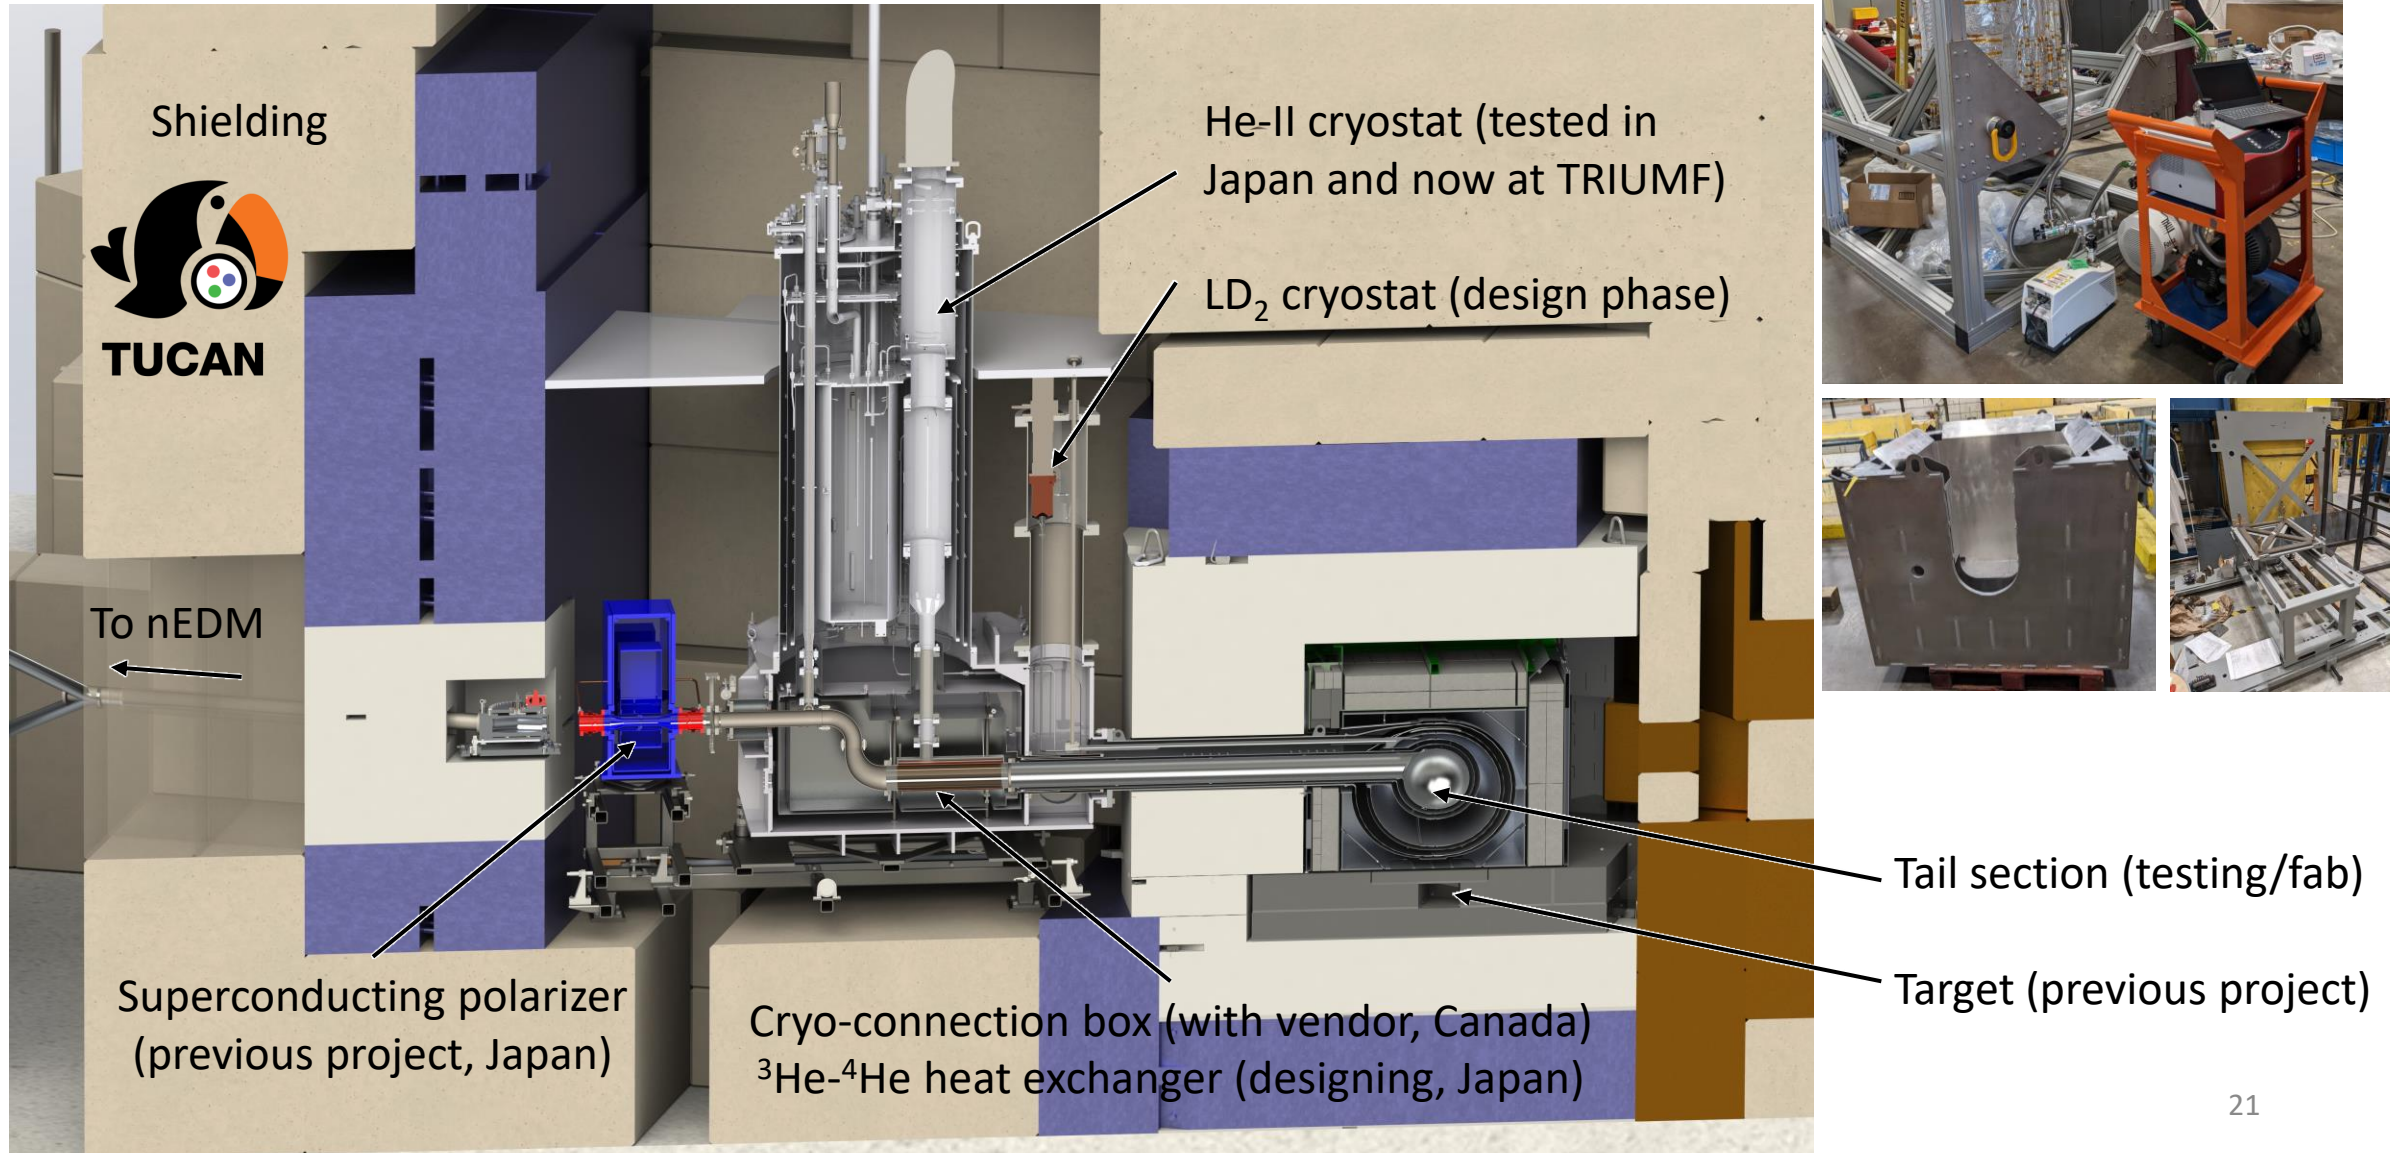 Shielding
TUCAN
To nEDM
He-II cryostat (tested in
Japan and now at TRIUMF)
LD₂ cryostat (design phase)
Superconducting polarizer
(previous project, Japan)
Cryo-connection box (with vendor, Canada)
³He-⁴He heat exchanger (designing, Japan)
Tail section (testing/fab)
Target (previous project)
21